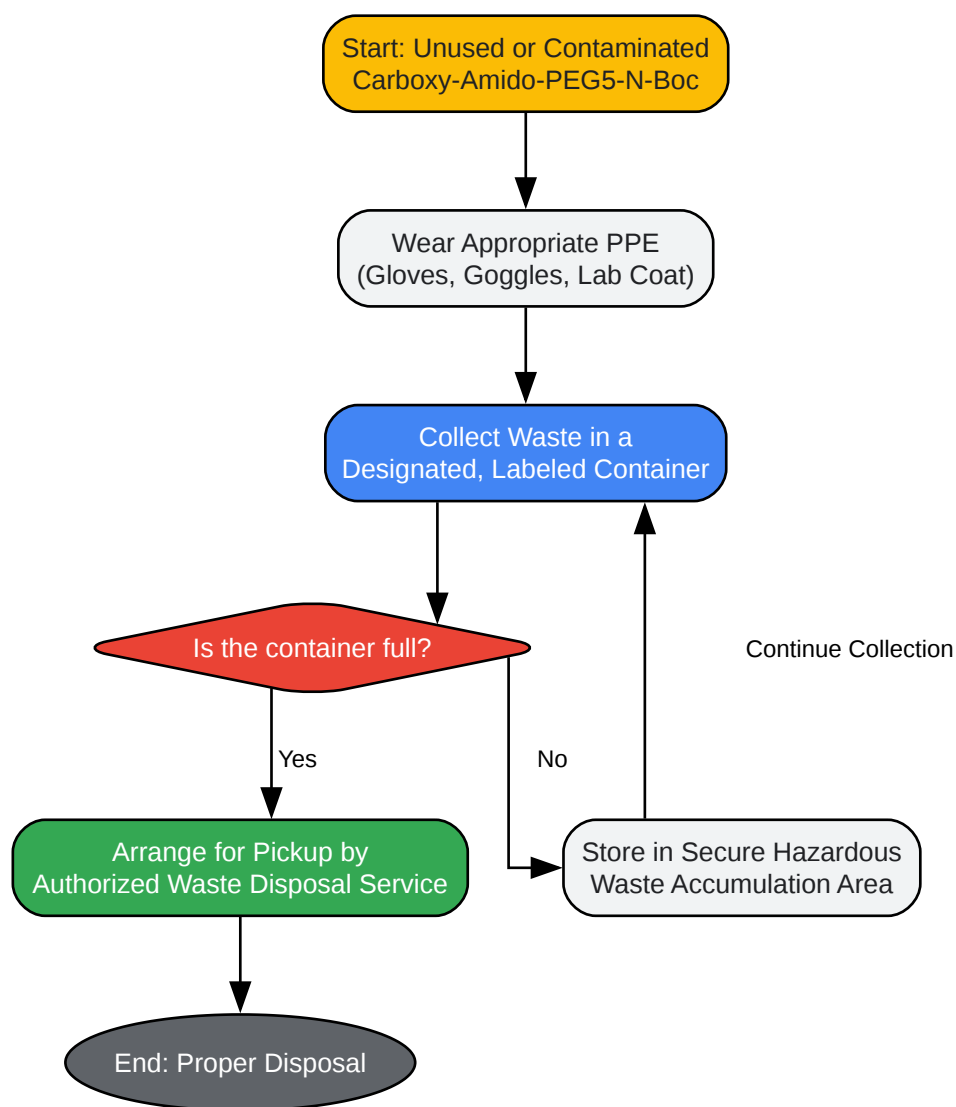 Start: Unused or Contaminated
Carboxy-Amido-PEG5-N-Boc
Wear Appropriate PPE
(Gloves, Goggles, Lab Coat)
Collect Waste in a
Designated, Labeled Container
Is the container full?
Continue Collection
Yes
No
Arrange for Pickup by
Authorized Waste Disposal Service
Store in Secure Hazardous
Waste Accumulation Area
End: Proper Disposal